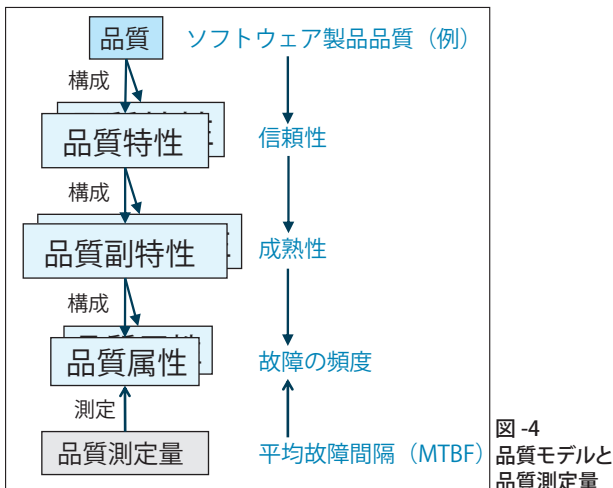 品質 ソフトウェア製品品質（例）
構成
品質特性 信頼性
構成
品質副特性 成熟性
構成
品質属性 故障の頻度
測定
品質測定量 平均故障間隔（MTBF）
図 -4
品質モデルと
品質測定量